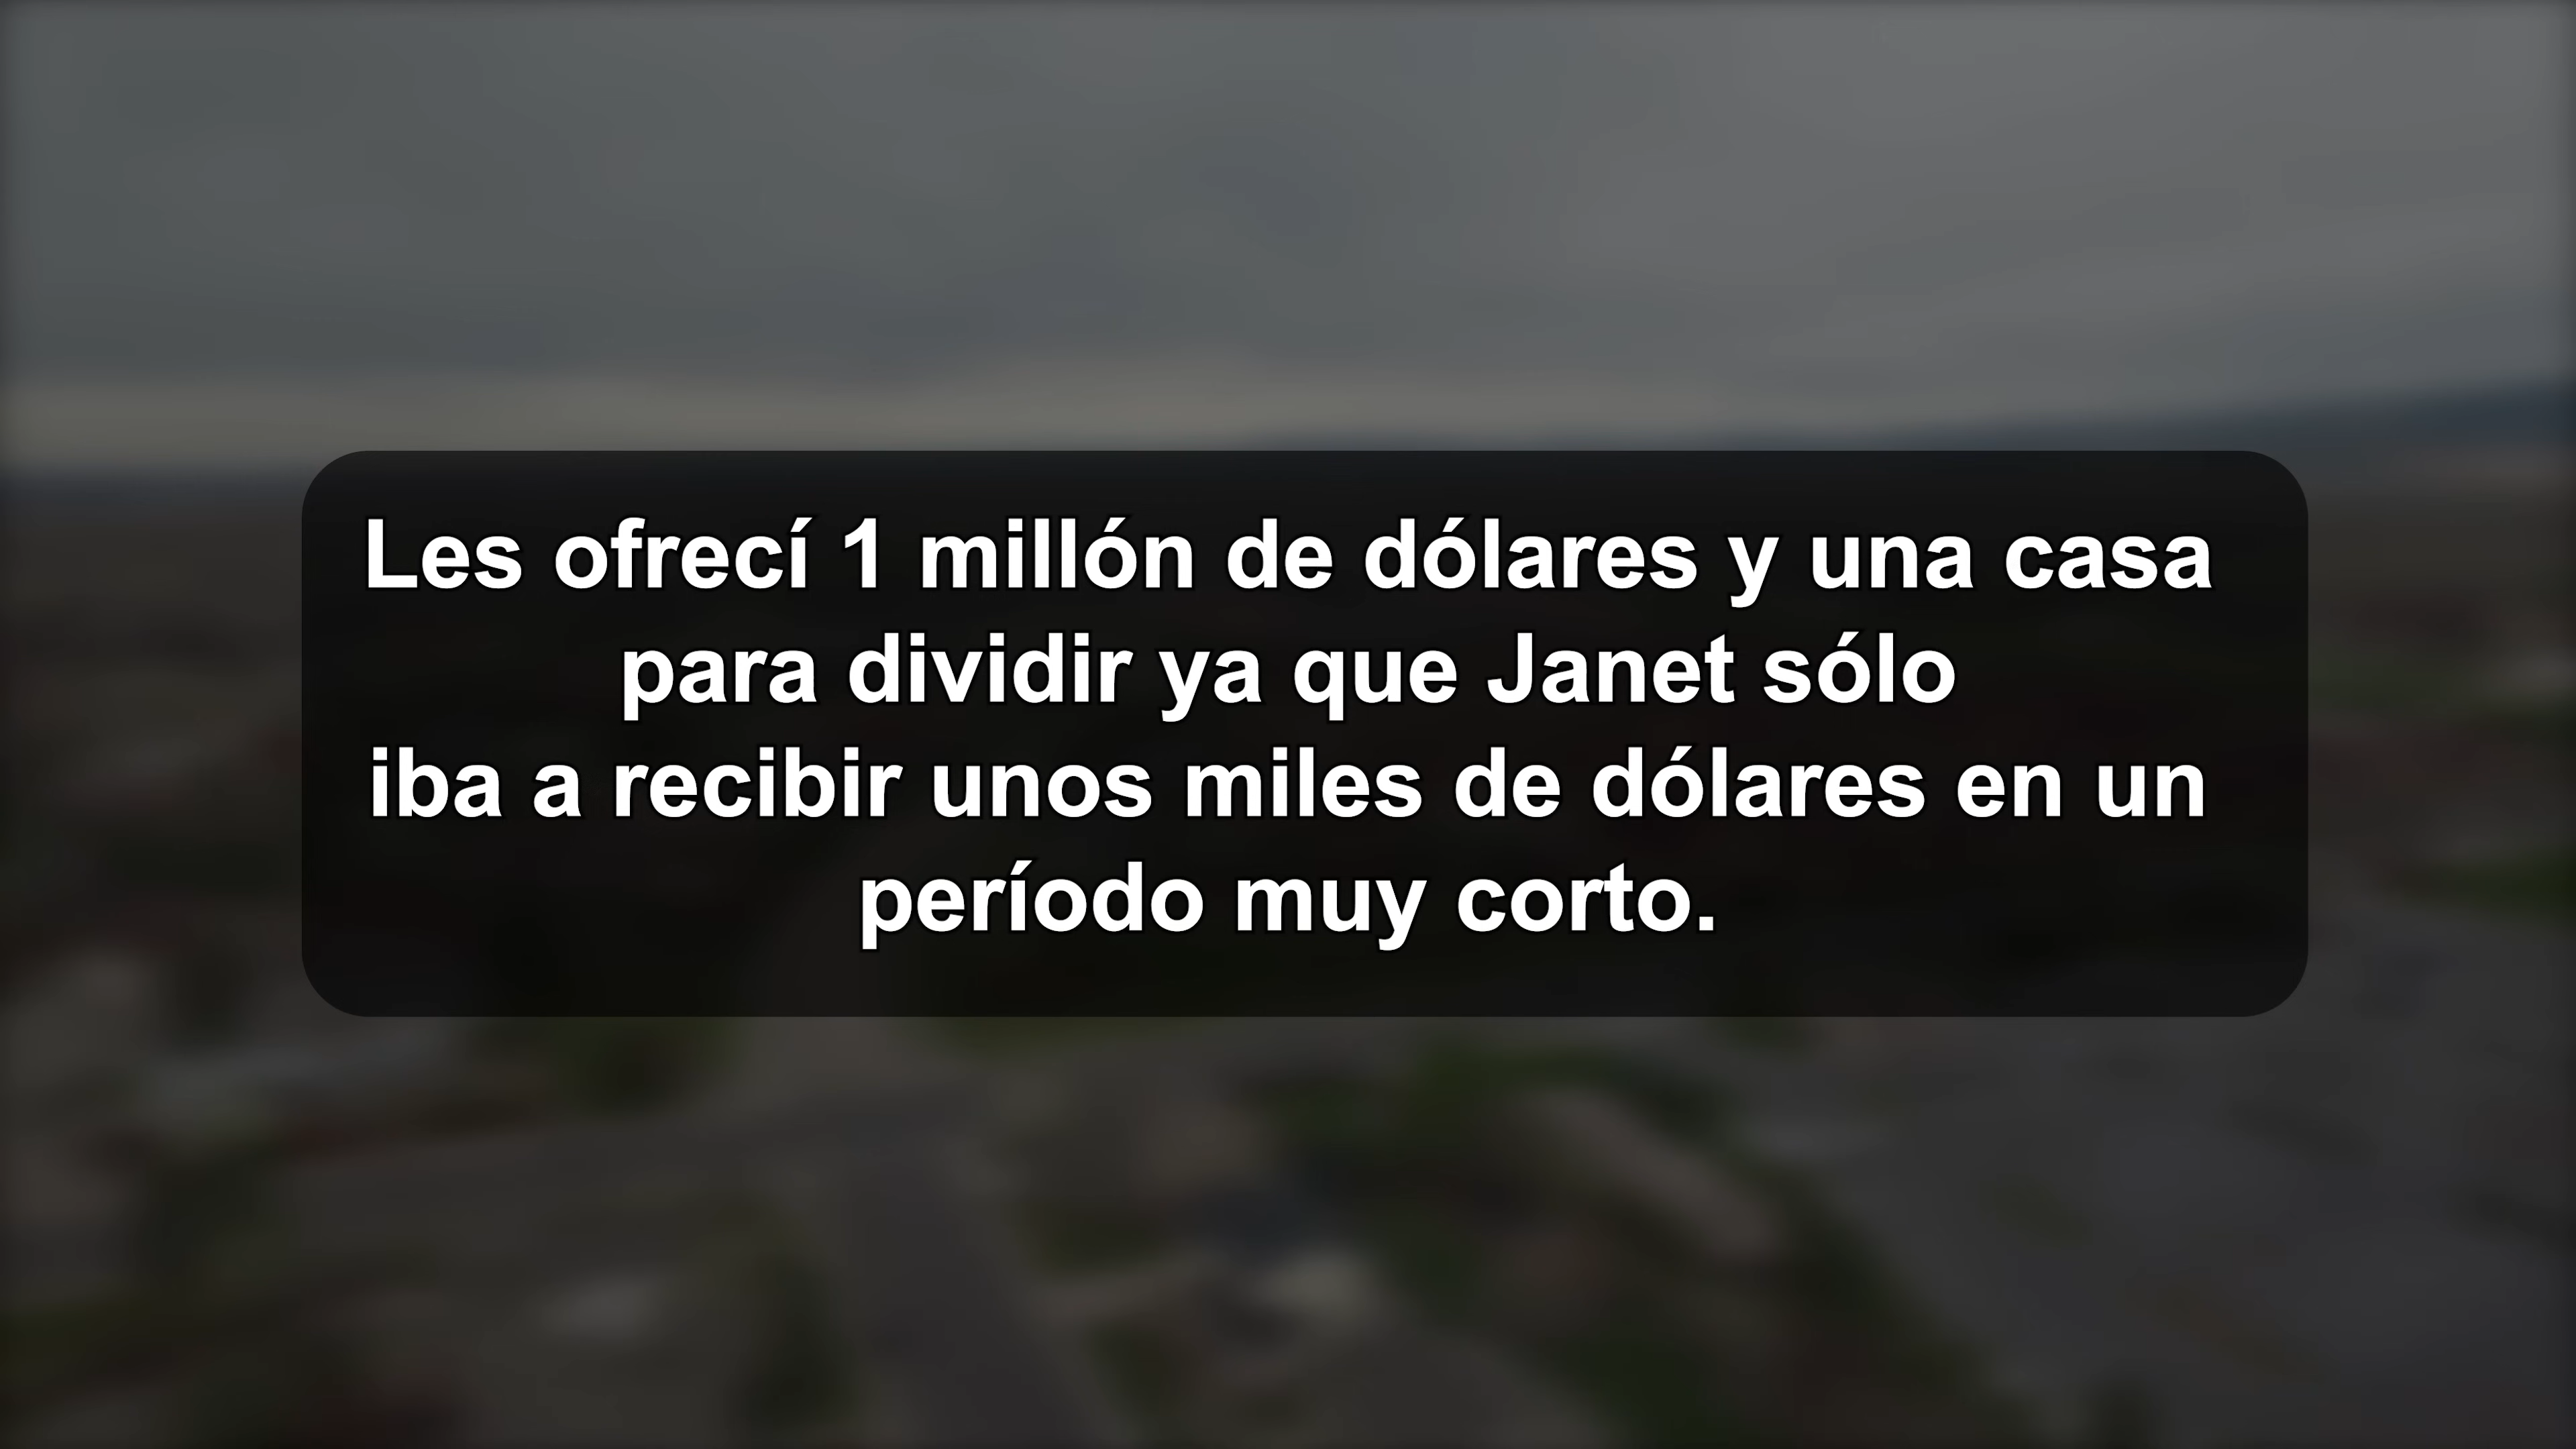 Les ofrecí 1 millón de dólares y una casa
para dividir ya que Janet sólo
iba a recibir unos miles de dólares en un
período muy corto.